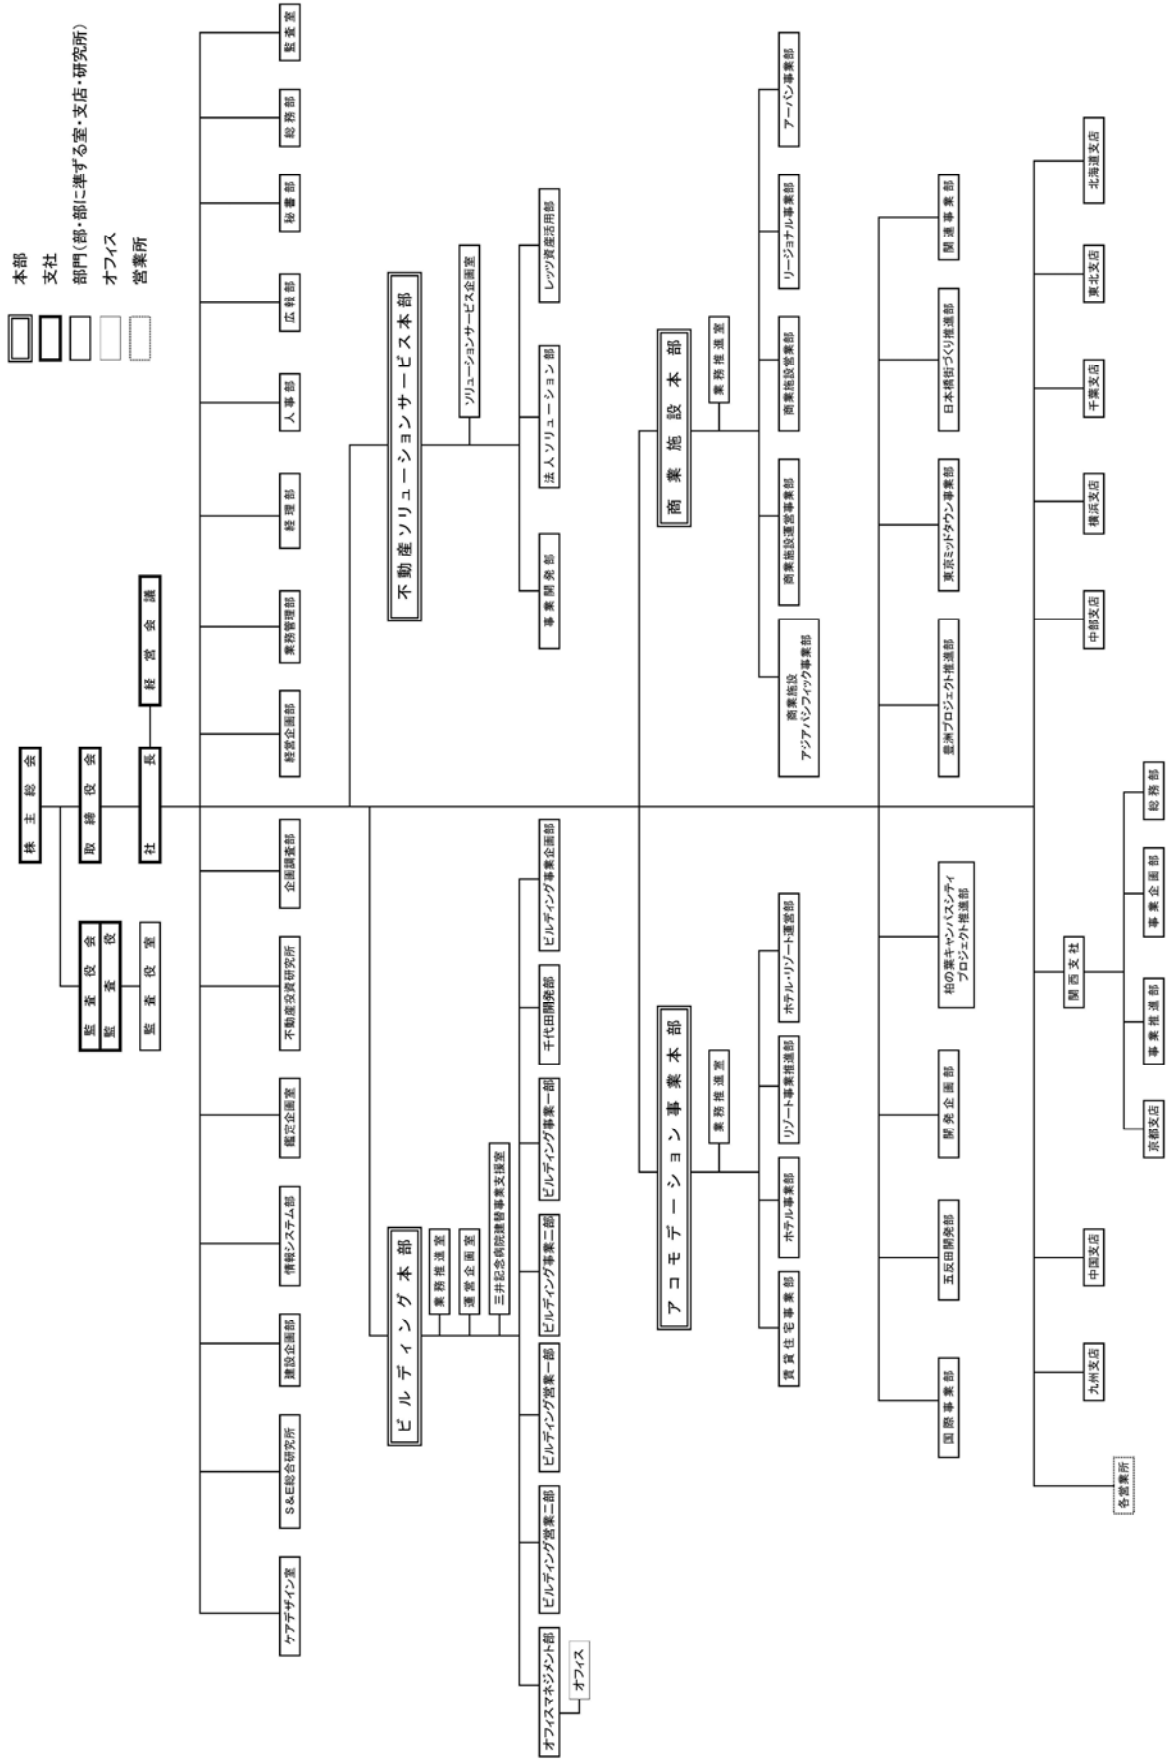 本部
支社
部門(部・部に準ずる室・支店・研究所)
オフィス
営業所
株主総会
取締役会
監査役会
監査役
監査役室
社長
経営会議
ケアデザイン室
S&E総合研究所
建設企画部
情報システム部
鑑定企画室
不動産投資研究所
企画調査部
経営企画部
業務管理部
経理部
人事部
広報部
秘書部
総務部
監査室
ビルディング本部
業務推進室
運営企画室
三井記念病院建替事業支援室
オフィスマネジメント部
オフィス
ビルディング営業二部
ビルディング営業一部
ビルディング事業二部
ビルディング事業一部
千代田開発部
ビルディング事業企画部
不動産ソリューションサービス本部
ソリューションサービス企画室
事業開発部
法人ソリューション部
レッツ資産活用部
アコモデーション事業本部
業務推進室
賃貸住宅事業部
ホテル事業部
リゾート事業推進部
ホテル・リゾート運営部
商業施設本部
業務推進室
商業施設
アジアパシフィック事業部
商業施設運営事業部
商業施設営業部
リージョナル事業部
アーバン事業部
国際事業部
五反田開発部
開発企画部
柏の葉キャンパスシティ
プロジェクト推進部
豊洲プロジェクト推進部
東京ミッドタウン事業部
日本橋街づくり推進部
関連事業部
各営業所
九州支店
中国支店
関西支社
京都支店
事業推進部
事業企画部
総務部
中部支店
横浜支店
千葉支店
東北支店
北海道支店